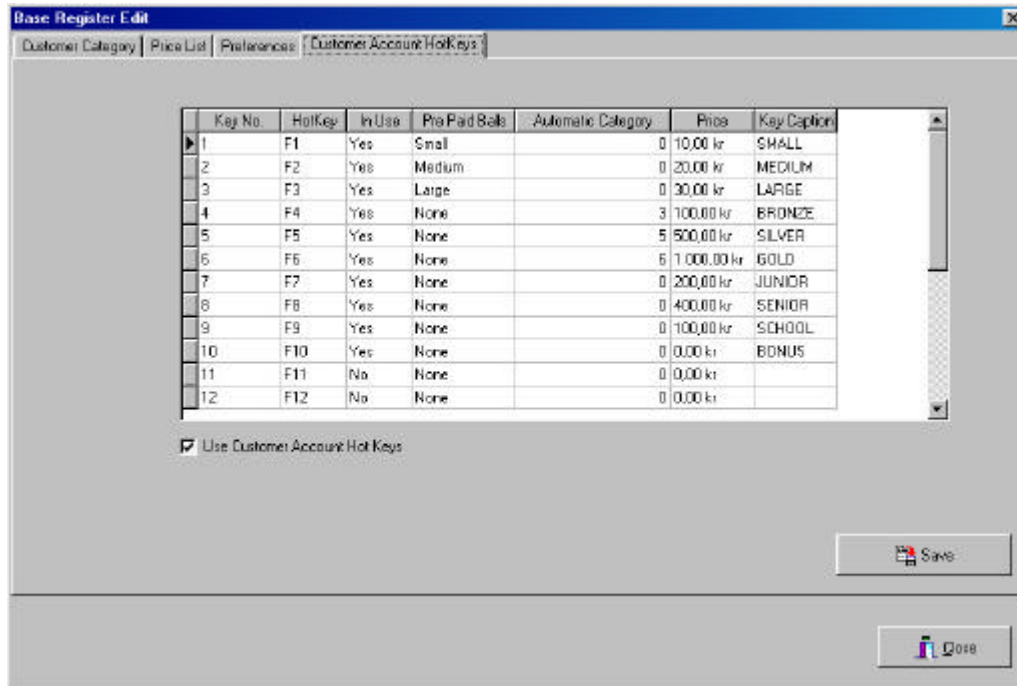 Base Register Edit
Customer Category Price List Preferences Customer Account HotKeys
Key No. HotKey In Use Pre Paid Balls Automatic Category Price Key Caption
1 F1 Yes Small 0 10,00 kr SMALL
2 F2 Yes Medium 0 20,00 kr MEDIUM
3 F3 Yes Large 0 30,00 kr LARGE
4 F4 Yes None 3 100,00 kr BRONZE
5 F5 Yes None 5 500,00 kr SILVER
6 F6 Yes None 6 1 000,00 kr GOLD
7 F7 Yes None 0 200,00 kr JUNIOR
8 F8 Yes None 0 400,00 kr SENIOR
9 F9 Yes None 0 100,00 kr SCHOOL
10 F10 Yes None 0 0,00 kr BONUS
11 F11 No None 0 0,00 kr
12 F12 No None 0 0,00 kr
Use Customer Account Hot Keys
Save
Close